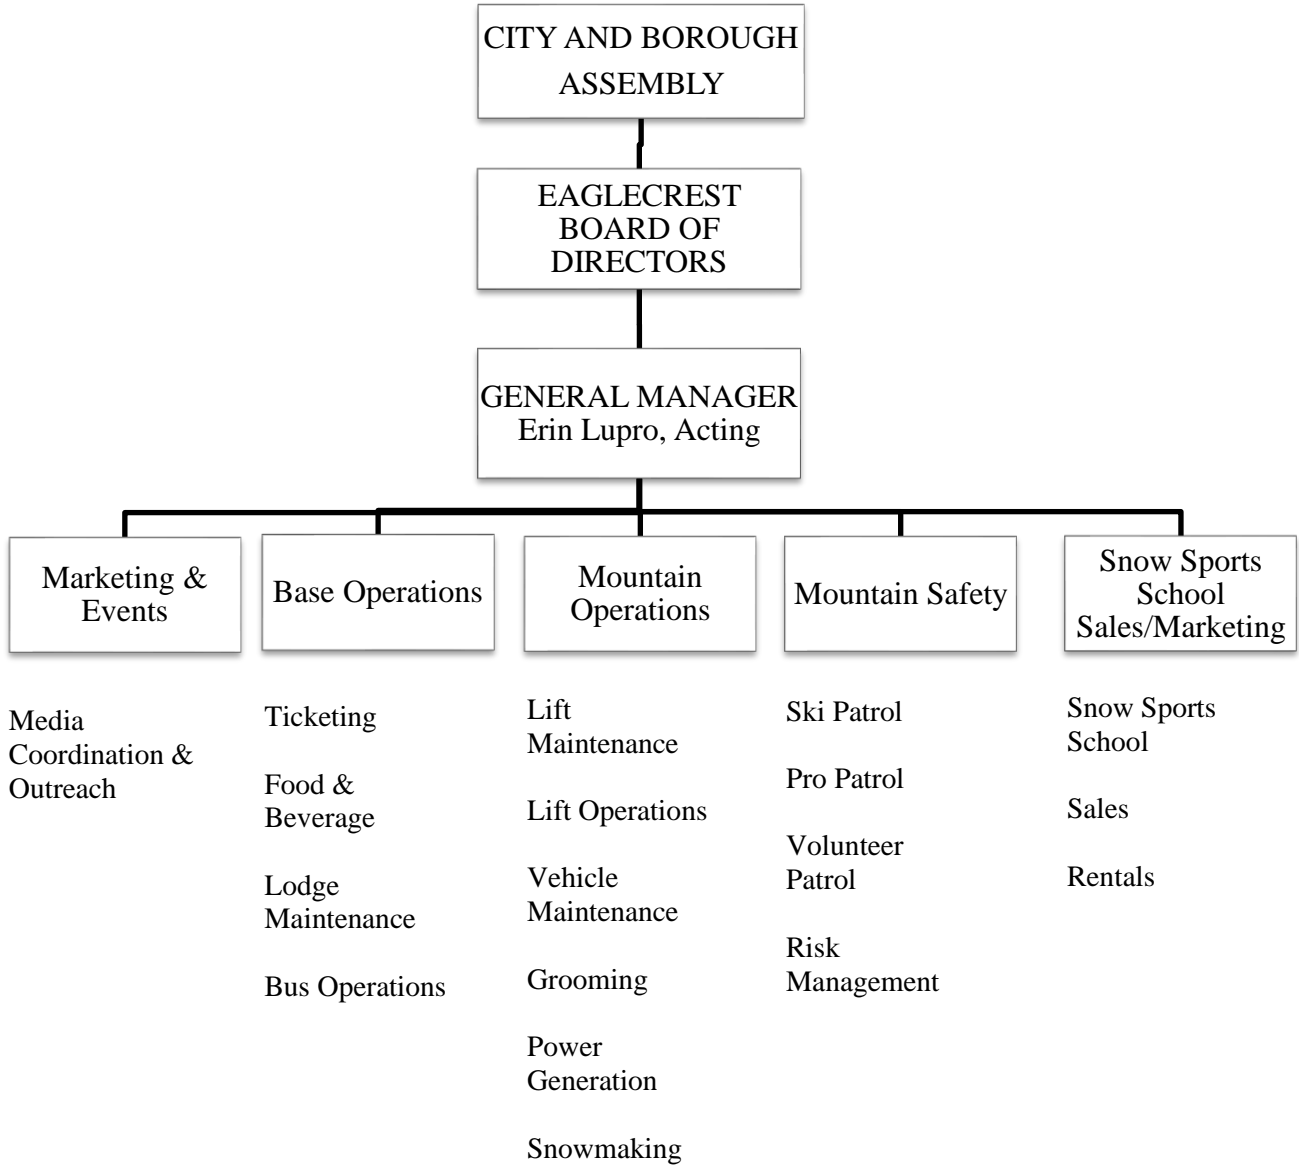 CITY AND BOROUGH
ASSEMBLY
EAGLECREST
BOARD OF
DIRECTORS
GENERAL MANAGER
Erin Lupro, Acting
Marketing &
Events
Base Operations
Mountain
Operations
Mountain Safety
Snow Sports
School
Sales/Marketing
Media
Coordination &
Outreach
Ticketing
Food &
Beverage
Lodge
Maintenance
Bus Operations
Lift
Maintenance
Lift Operations
Vehicle
Maintenance
Grooming
Power
Generation
Snowmaking
Ski Patrol
Pro Patrol
Volunteer
Patrol
Risk
Management
Snow Sports
School
Sales
Rentals